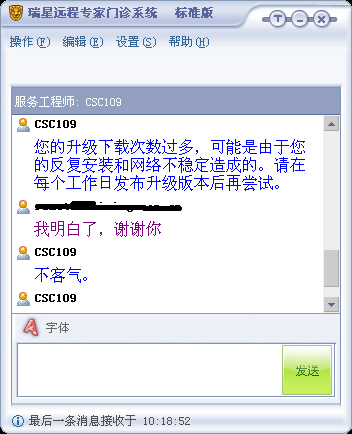 瑞星远程专家门诊系统 标准版
操作(F) 编辑(E) 设置(S) 帮助(H)
服务工程师: CSC109
CSC109
您的升级下载次数过多，可能是由于您
的反复安装和网络不稳定造成的。请在
每个工作日发布升级版本后再尝试。
我明白了，谢谢你
CSC109
不客气。
CSC109
A 字体
发送
最后一条消息接收于 10:18:52